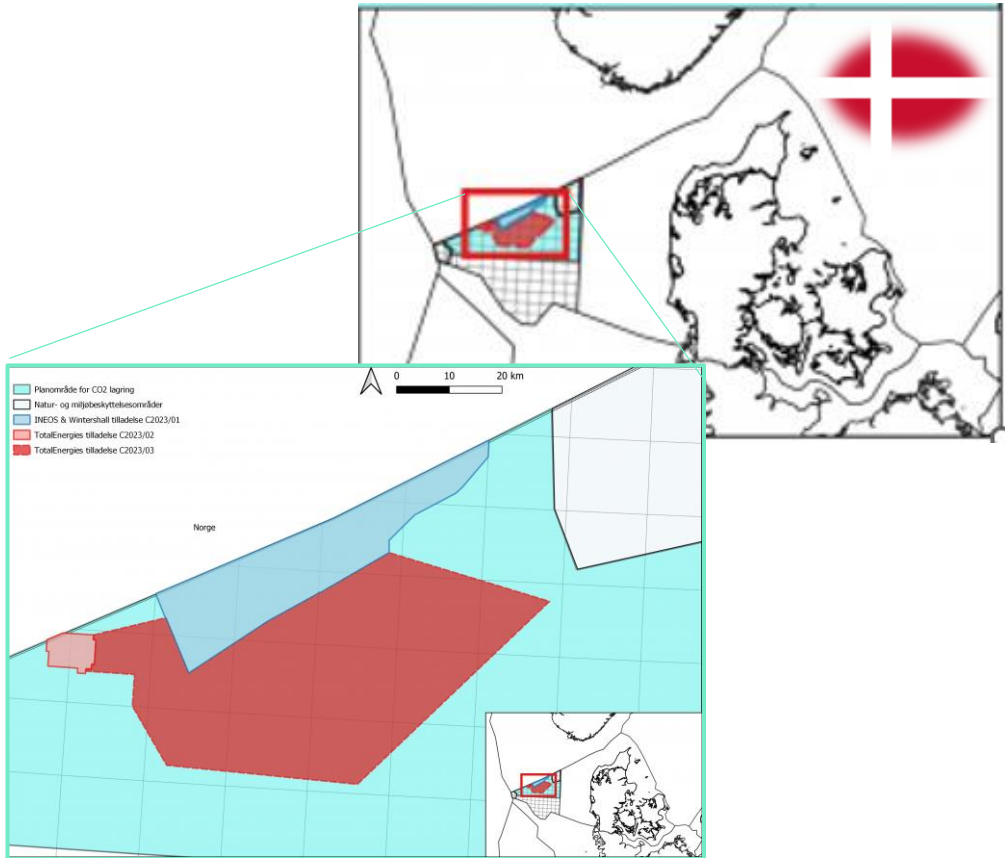 Planområde for CO2 lagring
Natur- og miljøbeskyttelsesområder
INEOS & Wintershall tilladelse C2023/01
TotalEnergies tilladelse C2023/02
TotalEnergies tilladelse C2023/03
0 10 20 km
Norge